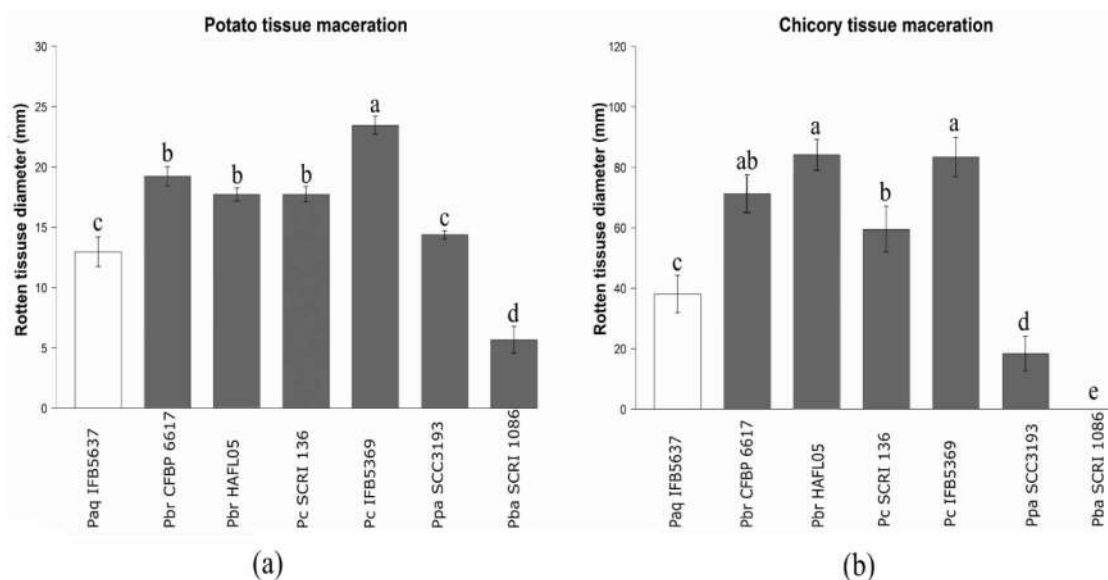 Potato tissue maceration
Rotten tissuse diameter (mm)
30
25
20
15
10
5
0
c
b
b
b
a
c
d
Paq IFB5637
Pbr CFBP 6617
Pbr HAFL05
Pc SCRI 136
Pc IFB5369
Ppa SCC3193
Pba SCRI 1086
(a)
Chicory tissue maceration
Rotten tissuse diameter (mm)
120
100
80
60
40
20
0
c
ab
a
b
a
d
e
Paq IFB5637
Pbr CFBP 6617
Pbr HAFL05
Pc SCRI 136
Pc IFB5369
Ppa SCC3193
Pba SCRI 1086
(b)